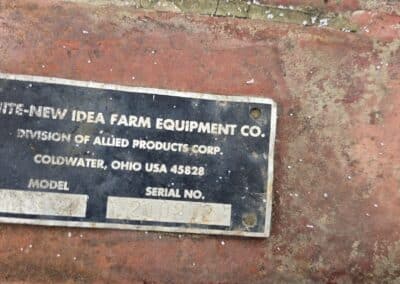 ITE-NEW IDEA FARM EQUIPMENT CO.
DIVISION OF ALLIED PRODUCTS CORP.
COLDWATER, OHIO USA 45828
MODEL SERIAL NO.